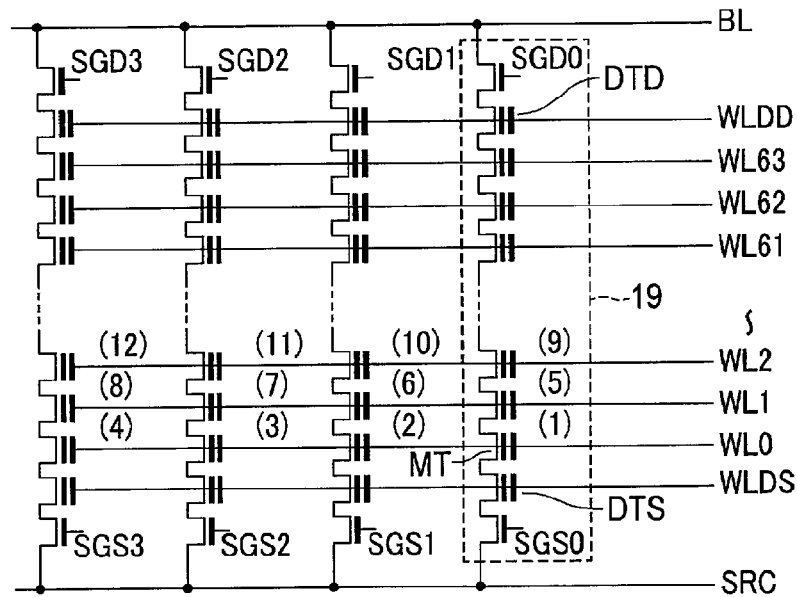 BL
SGD3 SGD2 SGD1 SGD0
DTD
WLDD
WL63
WL62
WL61
19
(12) (11) (10) (9)
WL2
(8) (7) (6) (5)
WL1
(4) (3) (2) (1)
WL0
MT
WLDS
DTS
SGS3 SGS2 SGS1 SGS0
SRC